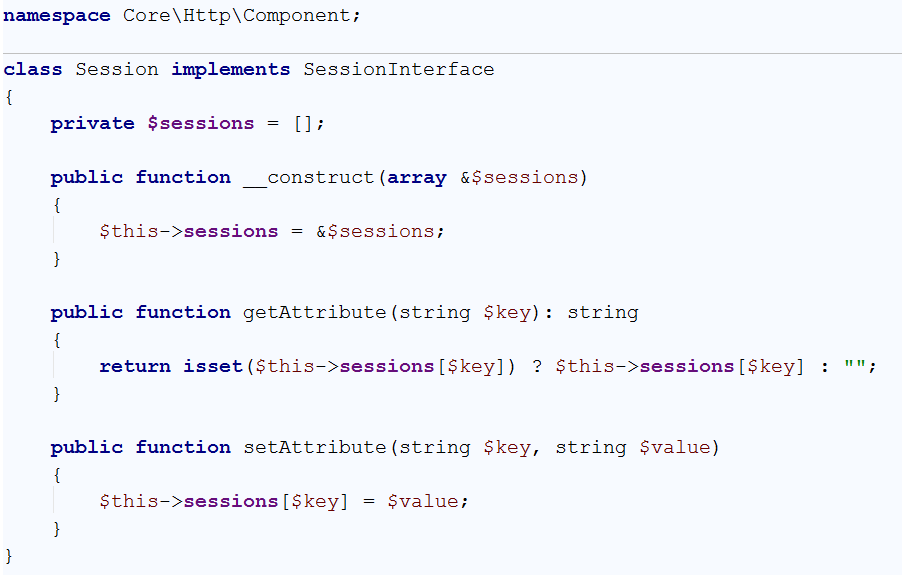 namespace Core\Http\Component;
class Session implements SessionInterface
{
    private $sessions = [];
    public function __construct(array &$sessions)
    {
        $this->sessions = &$sessions;
    }
    public function getAttribute(string $key): string
    {
        return isset($this->sessions[$key]) ? $this->sessions[$key] : "";
    }
    public function setAttribute(string $key, string $value)
    {
        $this->sessions[$key] = $value;
    }
}